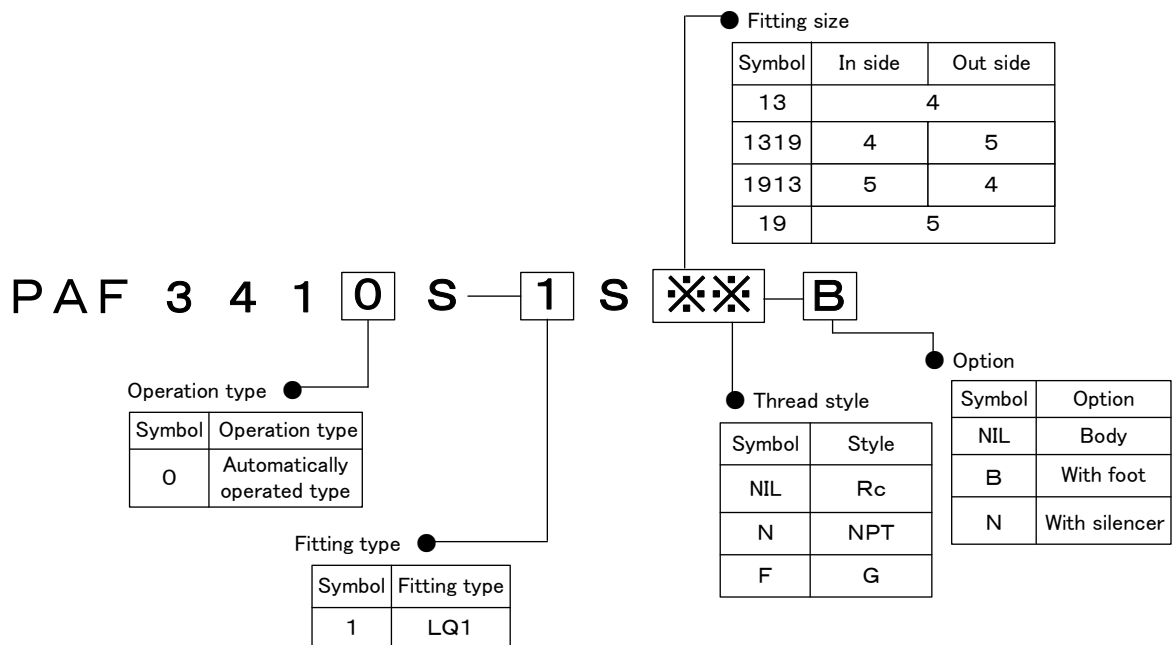 Fitting size
Symbol In side Out side
13 4
1319 4 5
1913 5 4
19 5
PAF 3 4 1 0 S — 1 S ※※ — B
Operation type
Symbol Operation type
0 Automatically
operated type
Fitting type
Symbol Fitting type
1 LQ1
Thread style
Symbol Style
NIL Rc
N NPT
F G
Option
Symbol Option
NIL Body
B With foot
N With silencer